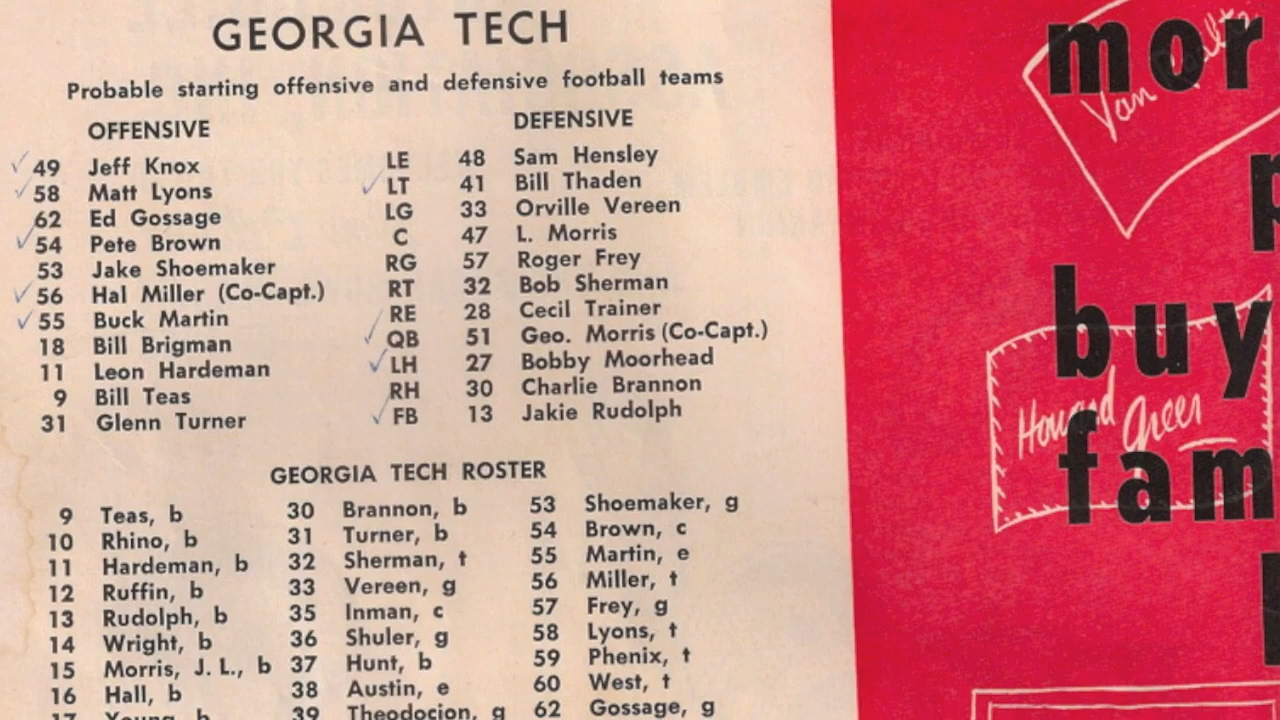 GEORGIA TECH
Probable starting offensive and defensive football teams
OFFENSIVE DEFENSIVE
49 Jeff Knox LE 48 Sam Hensley
58 Matt Lyons LT 41 Bill Thaden
62 Ed Gossage LG 33 Orville Vereen
54 Pete Brown C 47 L. Morris
53 Jake Shoemaker RG 57 Roger Frey
56 Hal Miller (Co-Capt.) RT 32 Bob Sherman
55 Buck Martin RE 28 Cecil Trainer
18 Bill Brigman QB 51 Geo. Morris (Co-Capt.)
11 Leon Hardeman LH 27 Bobby Moorhead
9 Bill Teas RH 30 Charlie Brannon
31 Glenn Turner FB 13 Jakie Rudolph
GEORGIA TECH ROSTER
9 Teas, b 30 Brannon, b 53 Shoemaker, g
10 Rhino, b 31 Turner, b 54 Brown, c
11 Hardeman, b 32 Sherman, t 55 Martin, e
12 Ruffin, b 33 Vereen, g 56 Miller, t
13 Rudolph, b 35 Inman, c 57 Frey, g
14 Wright, b 36 Shuler, g 58 Lyons, t
15 Morris, J. L., b 37 Hunt, b 59 Phenix, t
16 Hall, b 38 Austin, e 60 West, t
17 Young, b 39 Theodocion, g 62 Gossage, g
mor
Van
p
buy
Howard Greer
fam